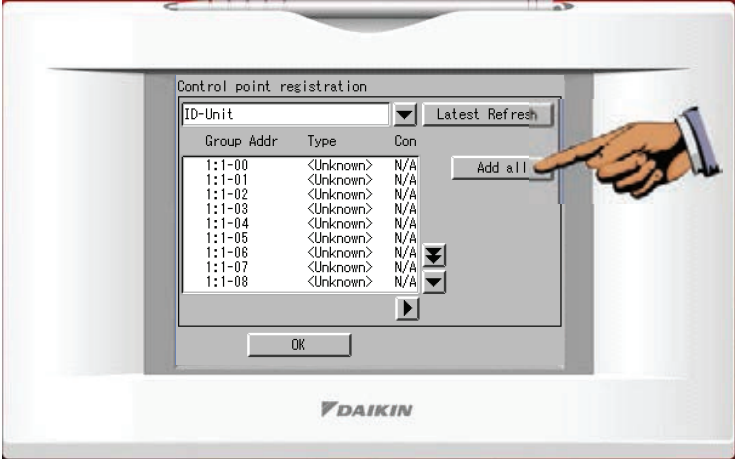 Control point registration
ID-Unit Latest Refresh
Group Addr Type Con
1:1-00 <Unknown> N/A
1:1-01 <Unknown> N/A
1:1-02 <Unknown> N/A
1:1-03 <Unknown> N/A
1:1-04 <Unknown> N/A
1:1-05 <Unknown> N/A
1:1-06 <Unknown> N/A
1:1-07 <Unknown> N/A
1:1-08 <Unknown> N/A
Add all
OK
DAIKIN